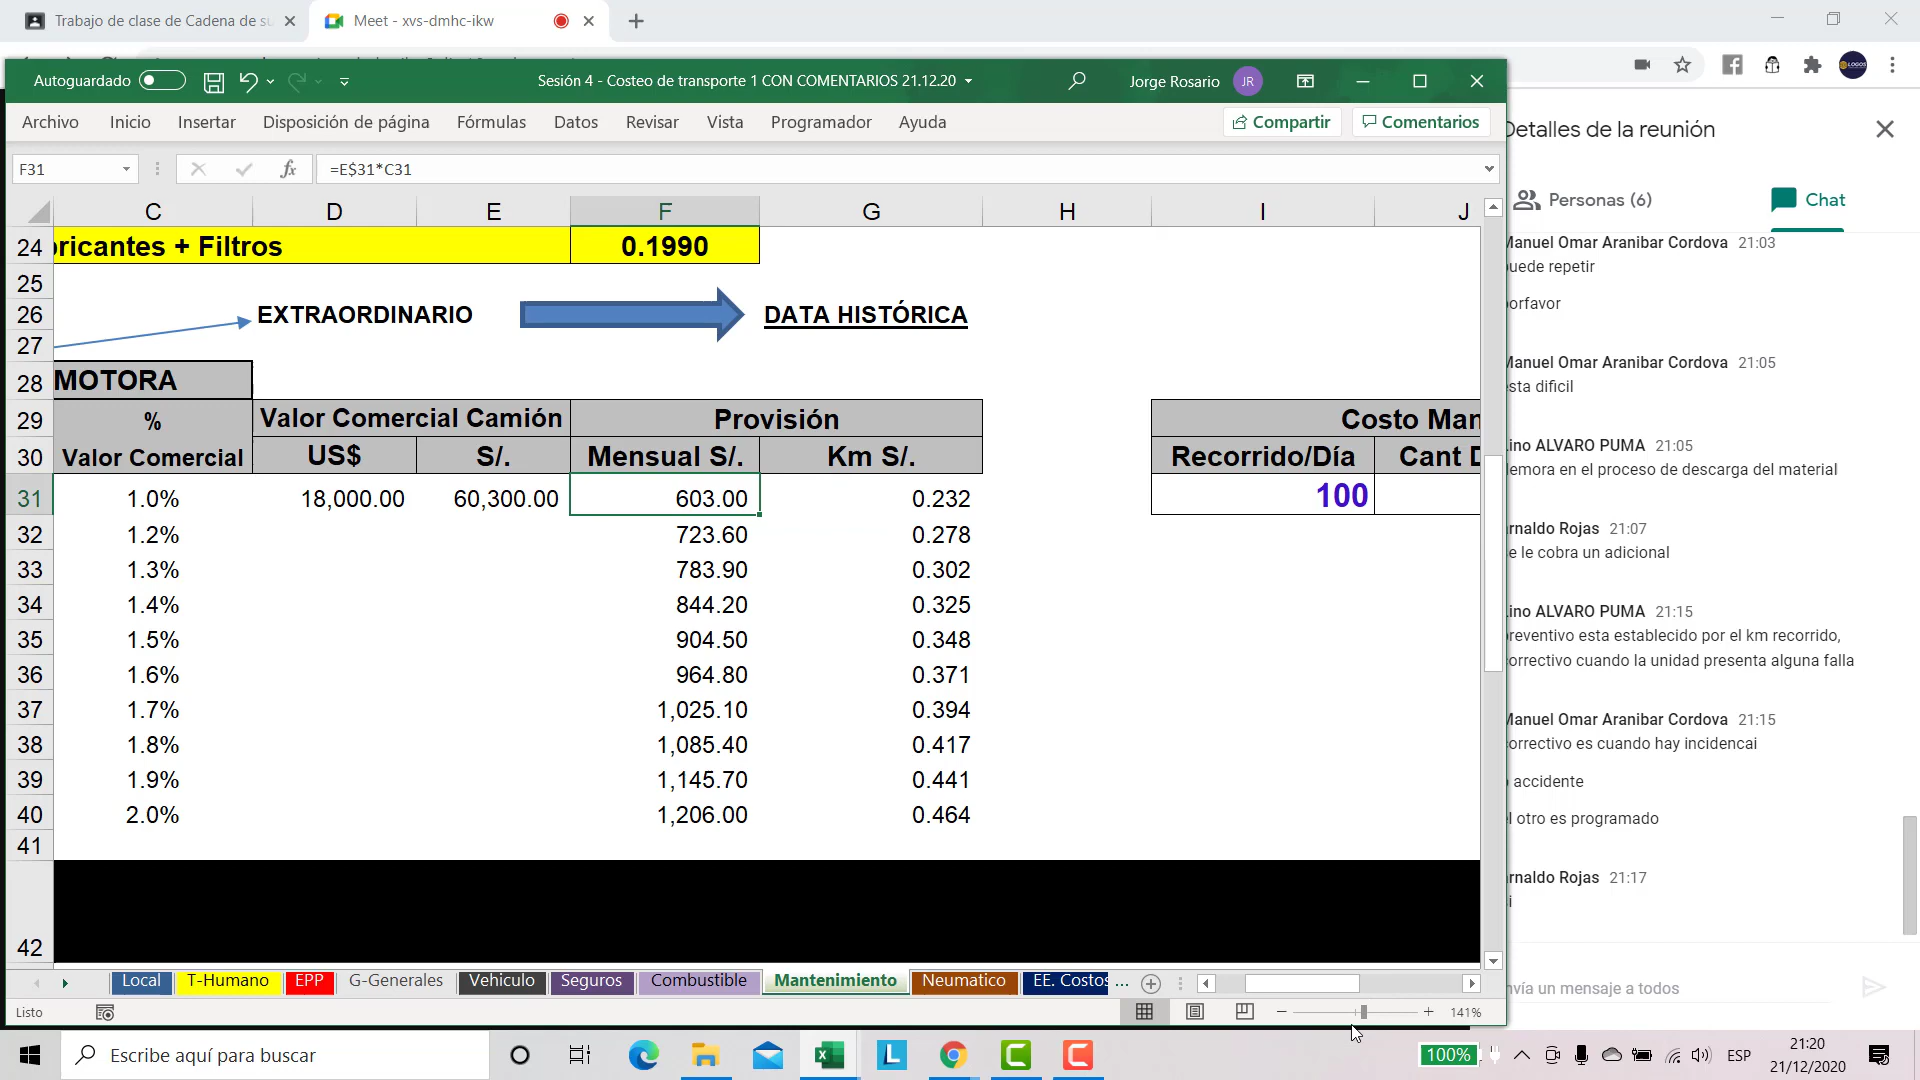 Trabajo de clase de Cadena de su
Meet - xvs-dmhc-ikw
Autoguardado
Sesión 4 - Costeo de transporte 1 CON COMENTARIOS 21.12.20
Jorge Rosario JR
Archivo Inicio Insertar Disposición de página Fórmulas Datos Revisar Vista Programador Ayuda
Compartir Comentarios
F31 fx =E$31*C31
C D E F G H I J
24 bricantes + Filtros 0.1990
25
26 EXTRAORDINARIO DATA HISTÓRICA
27
28 MOTORA
29 % Valor Comercial Camión Provisión Costo Man
30 Valor Comercial US$ S/. Mensual S/. Km S/. Recorrido/Día Cant D
31 1.0% 18,000.00 60,300.00 603.00 0.232 100
32 1.2% 723.60 0.278
33 1.3% 783.90 0.302
34 1.4% 844.20 0.325
35 1.5% 904.50 0.348
36 1.6% 964.80 0.371
37 1.7% 1,025.10 0.394
38 1.8% 1,085.40 0.417
39 1.9% 1,145.70 0.441
40 2.0% 1,206.00 0.464
41
42
Local T-Humano EPP G-Generales Vehiculo Seguros Combustible Mantenimiento Neumatico EE. Costos ...
Listo
141%
Detalles de la reunión
Personas (6) Chat
Manuel Omar Aranibar Cordova 21:03
uede repetir
porfavor
Manuel Omar Aranibar Cordova 21:05
esta dificil
Lino ALVARO PUMA 21:05
demora en el proceso de descarga del material
rnaldo Rojas 21:07
se le cobra un adicional
Lino ALVARO PUMA 21:15
preventivo esta establecido por el km recorrido,
correctivo cuando la unidad presenta alguna falla
Manuel Omar Aranibar Cordova 21:15
correctivo es cuando hay incidencai
o accidente
el otro es programado
rnaldo Rojas 21:17
si
nvía un mensaje a todos
Escribe aquí para buscar
100%
ESP
21:20
21/12/2020